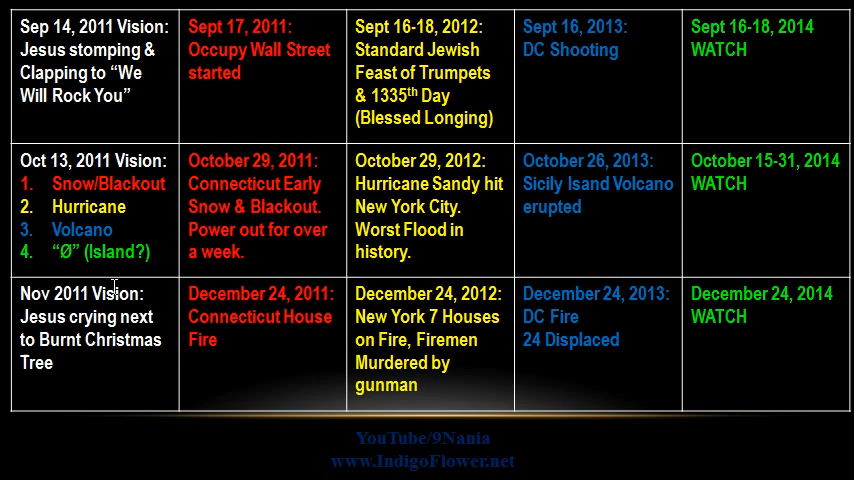 Sept 14, 2011 Vision:
Jesus stomping &
Clapping to “We
Will Rock You”
Sept 17, 2011:
Occupy Wall Street
started
Sept 16-18, 2012:
Standard Jewish
Feast of Trumpets
& 1335th Day
(Blessed Longing)
Sept 16, 2013:
DC Shooting
Sept 16-18, 2014
WATCH
Oct 13, 2011 Vision:
1. Snow/Blackout
2. Hurricane
3. Volcano
4. “Ø” (Island?)
October 29, 2011:
Connecticut Early
Snow & Blackout.
Power out for over
a week.
October 29, 2012:
Hurricane Sandy hit
New York City.
Worst Flood in
history.
October 26, 2013:
Sicily Isand Volcano
erupted
October 15-31, 2014
WATCH
Nov 2011 Vision:
Jesus crying next
to Burnt Christmas
Tree
December 24, 2011:
Connecticut House
Fire
December 24, 2012:
New York 7 Houses
on Fire, Firemen
Murdered by
gunman
December 24, 2013:
DC Fire
24 Displaced
December 24, 2014
WATCH
YouTube/9Nania
www.IndigoFlower.net